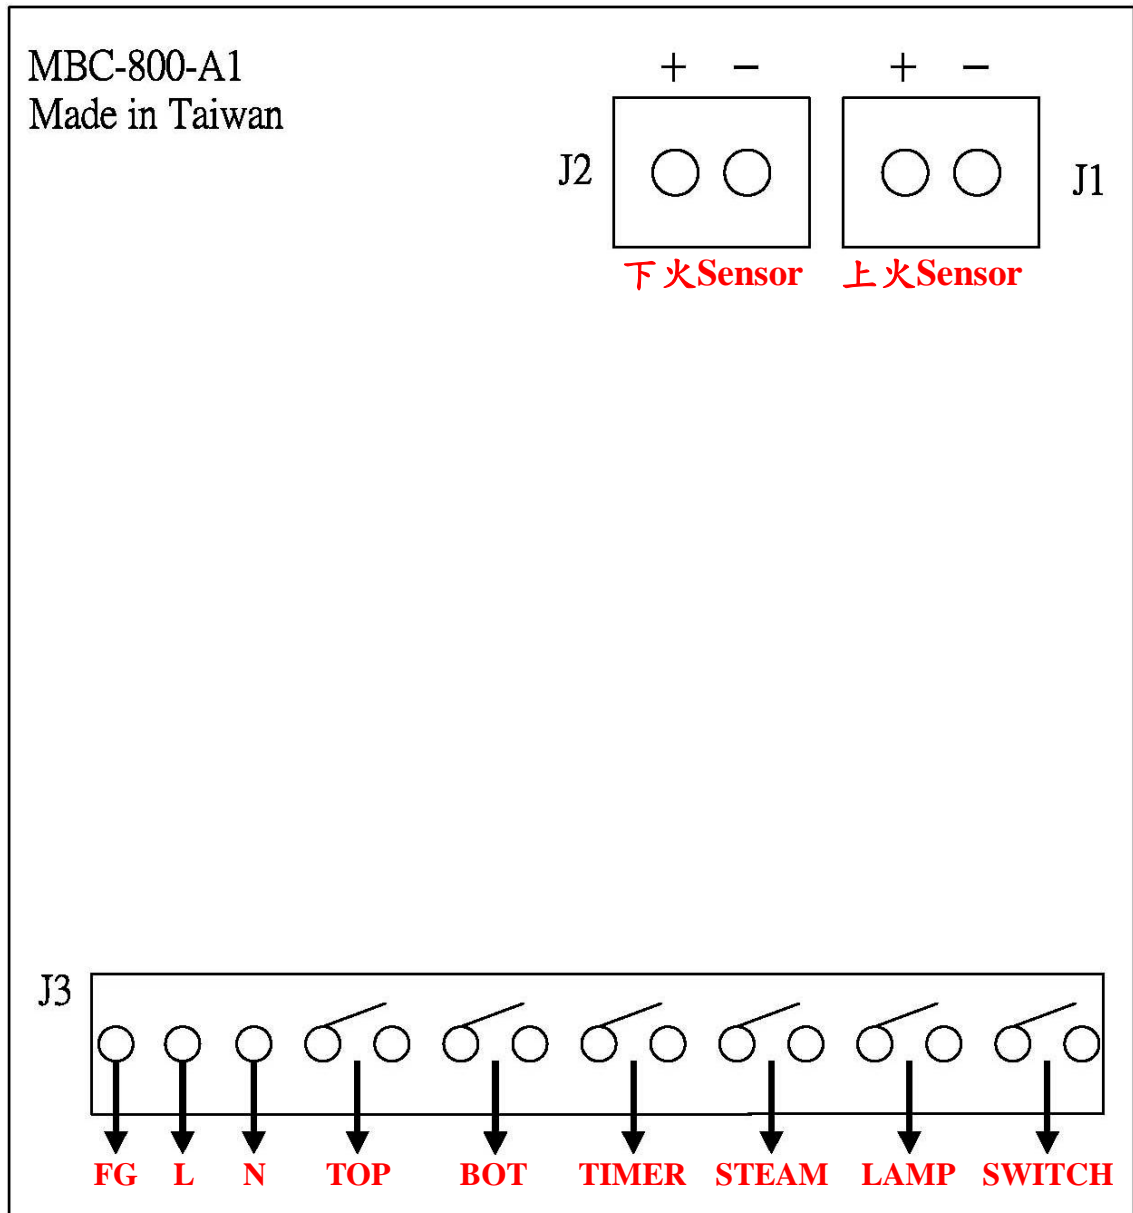 MBC-800-A1
Made in Taiwan
+ − + −
J2 J1
下火Sensor 上火Sensor
J3
FG L N TOP BOT TIMER STEAM LAMP SWITCH